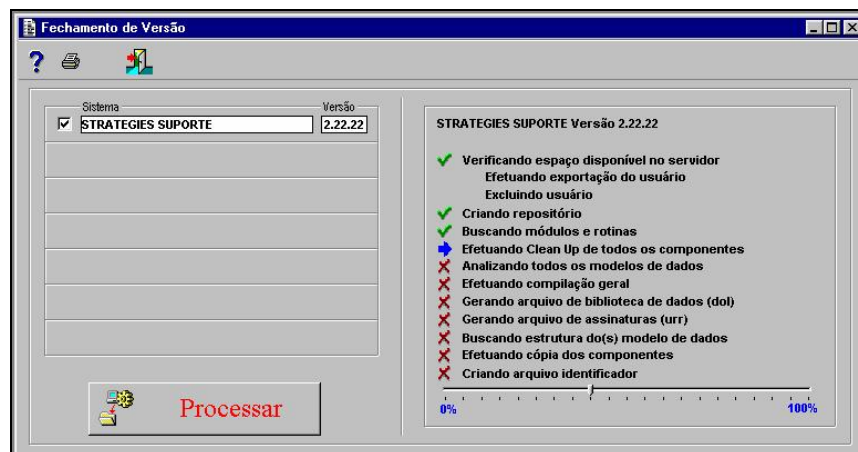 Fechamento de Versão
Sistema Versão
STRATEGIES SUPORTE 2.22.22
Processar
STRATEGIES SUPORTE Versão 2.22.22
Verificando espaço disponível no servidor
Efetuando exportação do usuário
Excluindo usuário
Criando repositório
Buscando módulos e rotinas
Efetuando Clean Up de todos os componentes
Analizando todos os modelos de dados
Efetuando compilação geral
Gerando arquivo de biblioteca de dados (dol)
Gerando arquivo de assinaturas (urr)
Buscando estrutura do(s) modelo de dados
Efetuando cópia dos componentes
Criando arquivo identificador
0% 100%